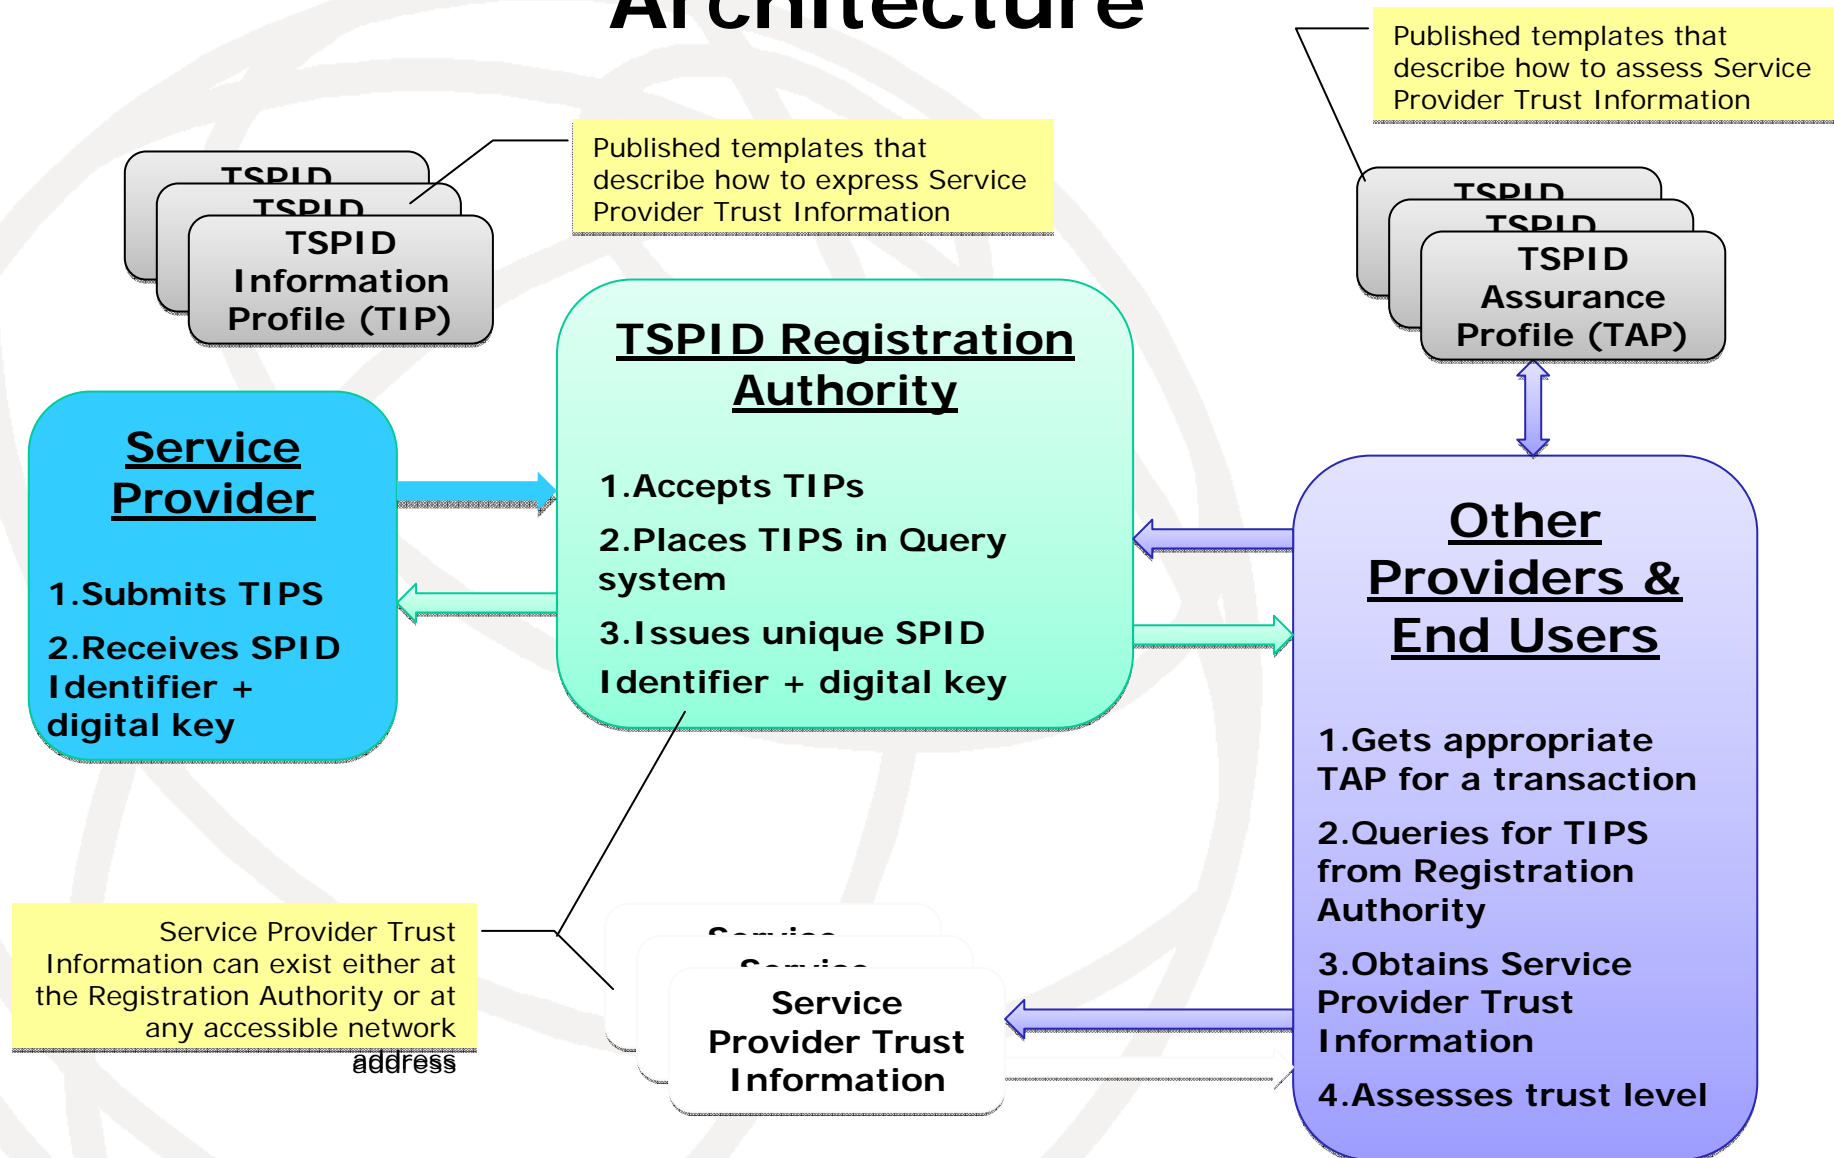 Architecture
Published templates that
describe how to assess Service
Provider Trust Information
Published templates that
describe how to express Service
Provider Trust Information
TSPID
TSPID
TSPID
Information
Profile (TIP)
TSPID
TSPID
TSPID
Assurance
Profile (TAP)
TSPID Registration
Authority
1.Accepts TIPs
2.Places TIPS in Query
system
3.Issues unique SPID
Identifier + digital key
Service
Provider
1.Submits TIPS
2.Receives SPID
Identifier +
digital key
Other
Providers &
End Users
1.Gets appropriate
TAP for a transaction
2.Queries for TIPS
from Registration
Authority
3.Obtains Service
Provider Trust
Information
4.Assesses trust level
Service Provider Trust
Information can exist either at
the Registration Authority or at
any accessible network
address
Service
Service
Service
Provider Trust
Information